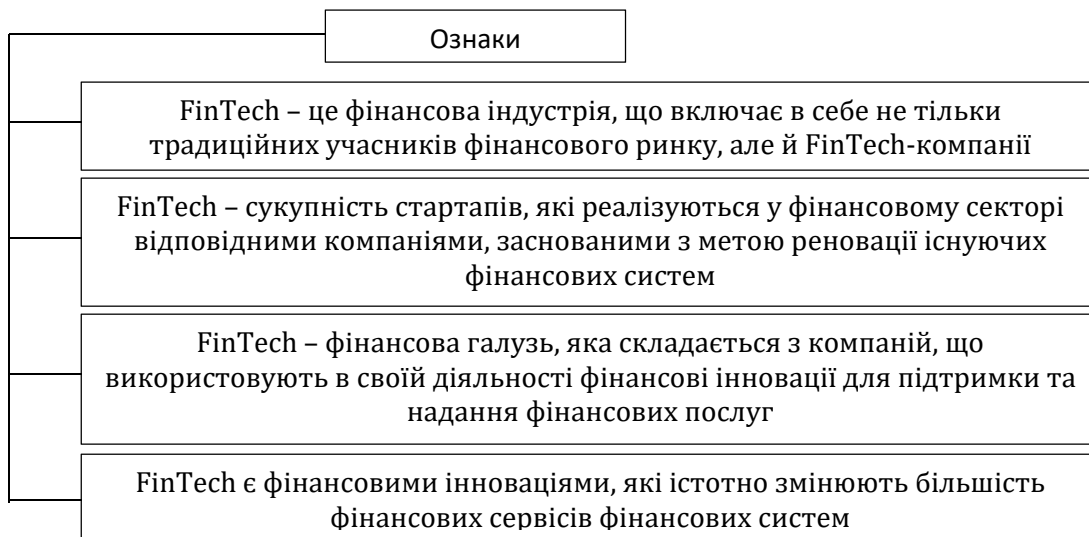 Ознаки
FinTech – це фінансова індустрія, що включає в себе не тільки
традиційних учасників фінансового ринку, але й FinTech-компанії
FinTech – сукупність стартапів, які реалізуються у фінансовому секторі
відповідними компаніями, заснованими з метою реновації існуючих
фінансових систем
FinTech – фінансова галузь, яка складається з компаній, що
використовують в своїй діяльності фінансові інновації для підтримки та
надання фінансових послуг
FinTech є фінансовими інноваціями, які істотно змінюють більшість
фінансових сервісів фінансових систем